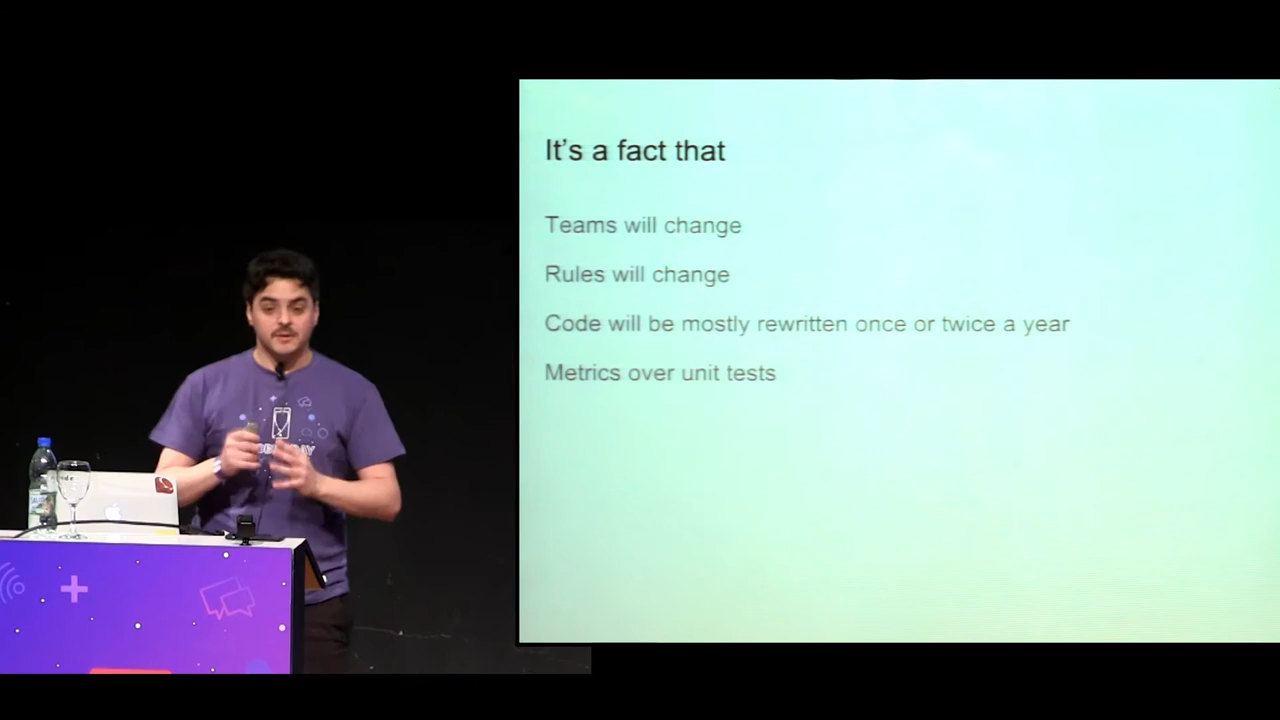 It's a fact that
Teams will change
Rules will change
Code will be mostly rewritten once or twice a year
Metrics over unit tests